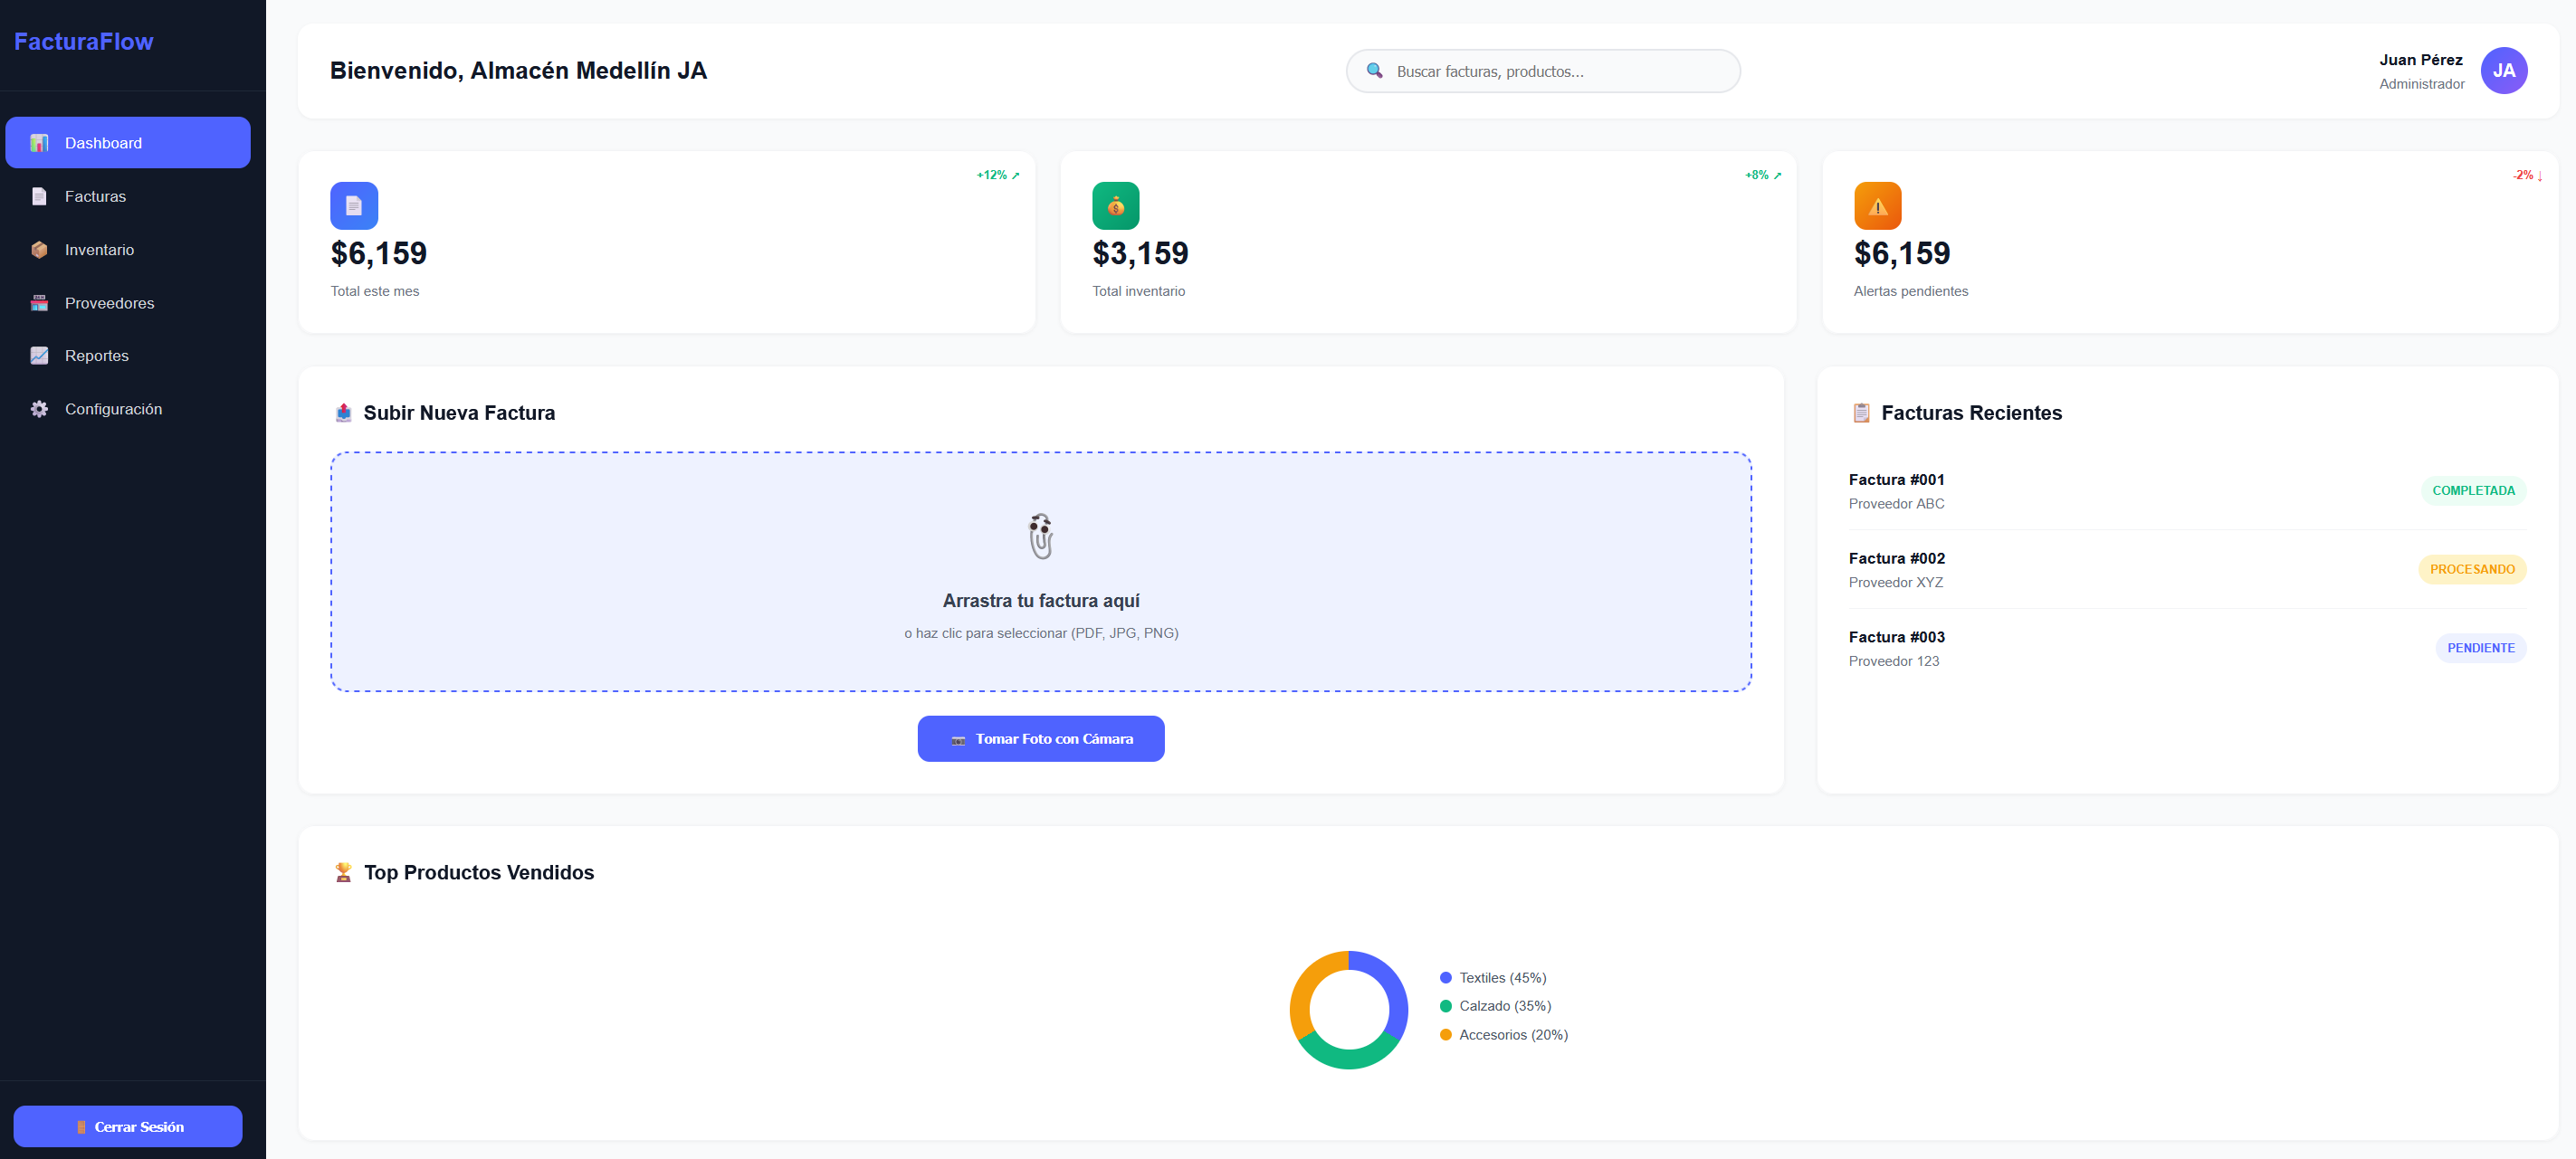 FacturaFlow
Dashboard
Facturas
Inventario
Proveedores
Reportes
Configuración
Cerrar Sesión
Bienvenido, Almacén Medellín JA
Buscar facturas, productos...
Juan Pérez
Administrador
JA
+12% ↗
$6,159
Total este mes
+8% ↗
$3,159
Total inventario
-2% ↓
$6,159
Alertas pendientes
Subir Nueva Factura
Arrastra tu factura aquí
o haz clic para seleccionar (PDF, JPG, PNG)
Tomar Foto con Cámara
Facturas Recientes
Factura #001
Proveedor ABC
COMPLETADA
Factura #002
Proveedor XYZ
PROCESANDO
Factura #003
Proveedor 123
PENDIENTE
Top Productos Vendidos
Textiles (45%)
Calzado (35%)
Accesorios (20%)